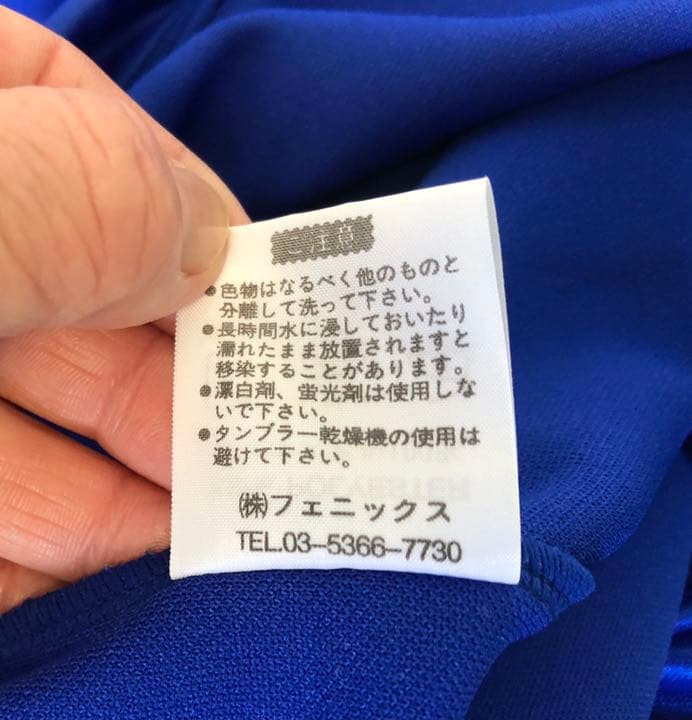 ご注意
●色物はなるべく他のものと
分離して洗って下さい。
●長時間水に浸しておいたり
濡れたまま放置されますと
移染することがあります。
●漂白剤、蛍光剤は使用しな
いで下さい。
●タンブラー乾燥機の使用は
避けて下さい。
㈱フェニックス
TEL.03-5366-7730